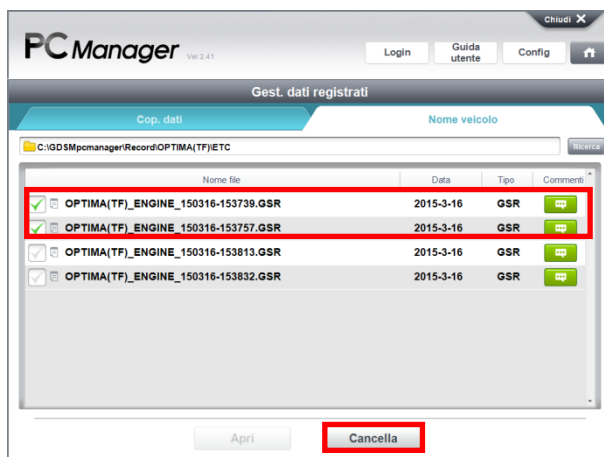 Chiudi X
PC Manager Ver 2.41
Login
Guida
utente
Config
Gest. dati registrati
Cop. dati
Nome veicolo
C:\GDSMpcmanager\Record\OPTIMA(TF)\ETC
Ricerca
Nome file Data Tipo Commenti
OPTIMA(TF)_ENGINE_150316-153739.GSR 2015-3-16 GSR
OPTIMA(TF)_ENGINE_150316-153757.GSR 2015-3-16 GSR
OPTIMA(TF)_ENGINE_150316-153813.GSR 2015-3-16 GSR
OPTIMA(TF)_ENGINE_150316-153832.GSR 2015-3-16 GSR
Apri
Cancella